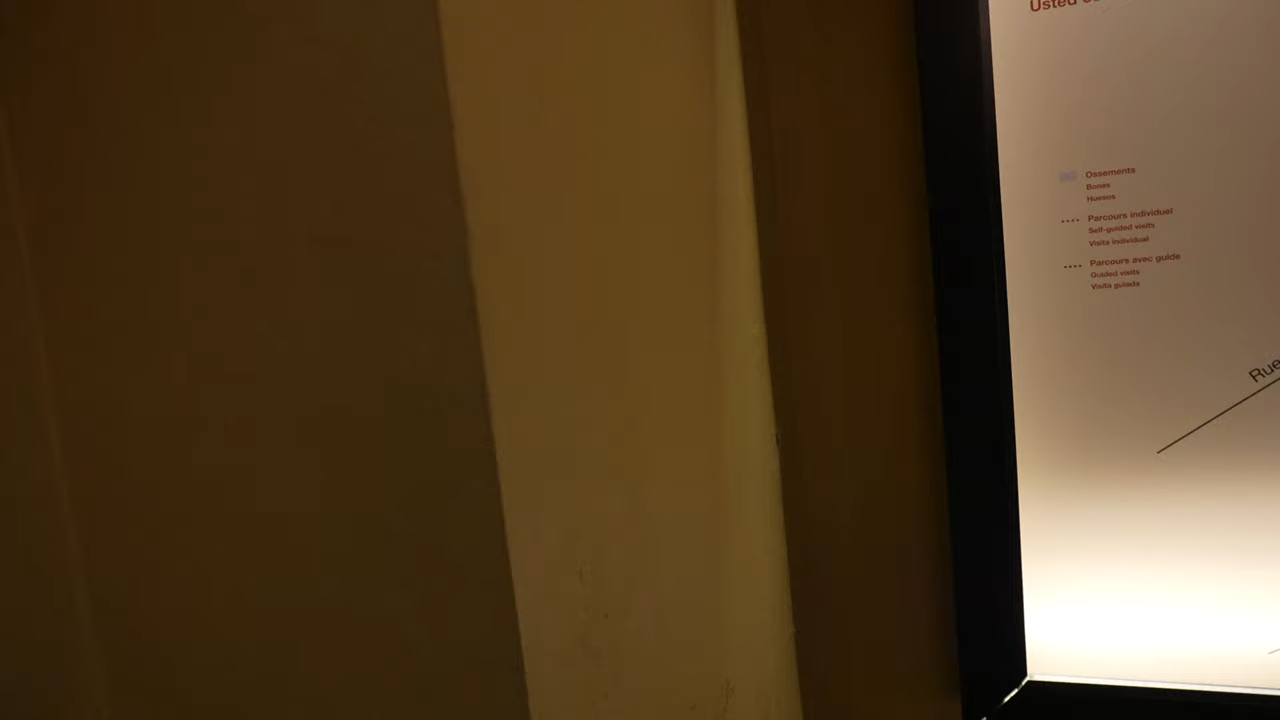 Usted
Ossements
Bones
Huesos
Parcours individuel
Self-guided visits
Visita individual
Parcours avec guide
Guided visits
Visita guiada
Rue